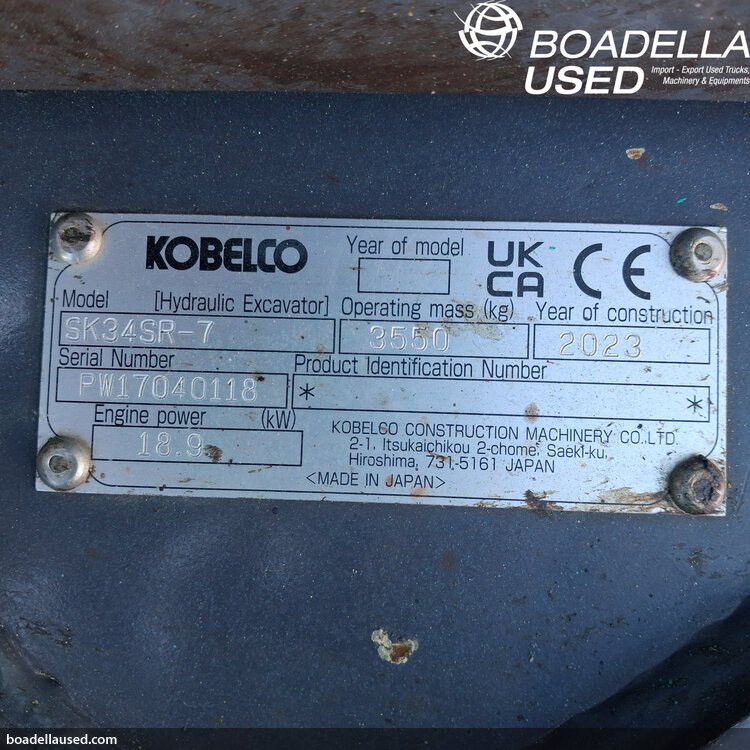 BOADELLA
USED
Import - Export Used Trucks,
Machinery & Equipments
KOBELCO
Year of model
UK
CA
CE
Model [Hydraulic Excavator] Operating mass (kg) Year of construction
SK34SR-7 3550 2023
Serial Number Product Identification Number
PW17040118 * *
Engine power (kW)
18.9
KOBELCO CONSTRUCTION MACHINERY CO.,LTD.
2-1, Itsukaichikou 2-chome, Saeki-ku,
Hiroshima, 731-5161 JAPAN
<MADE IN JAPAN>
boadellaused.com